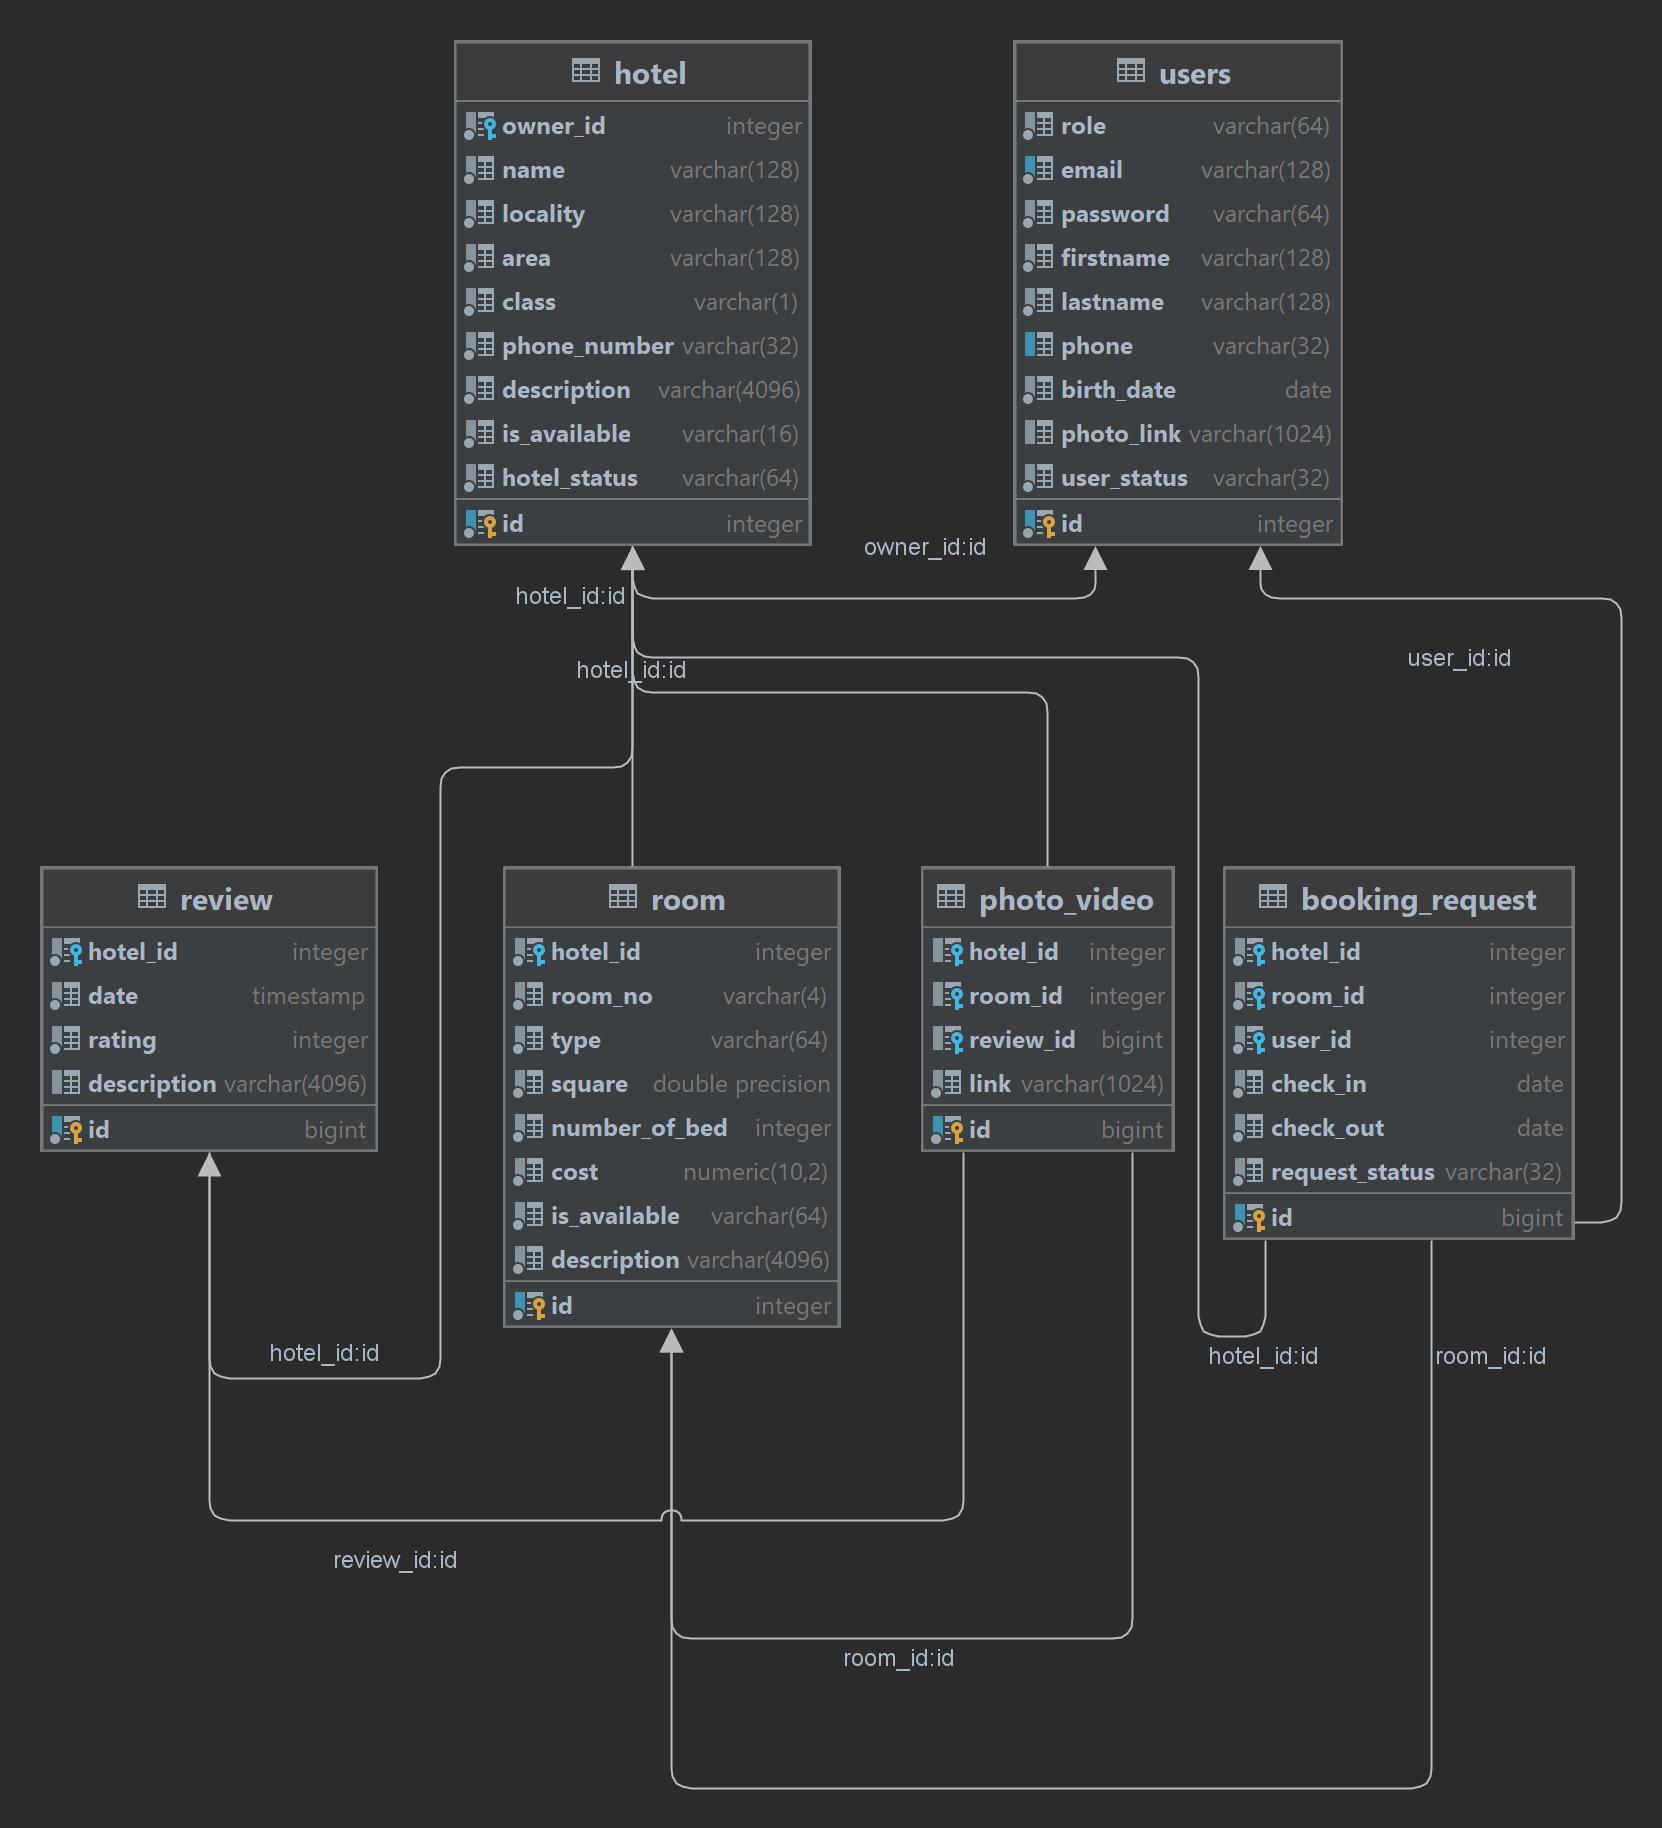 hotel
owner_id integer
name varchar(128)
locality varchar(128)
area varchar(128)
class varchar(1)
phone_number varchar(32)
description varchar(4096)
is_available varchar(16)
hotel_status varchar(64)
id integer
users
role varchar(64)
email varchar(128)
password varchar(64)
firstname varchar(128)
lastname varchar(128)
phone varchar(32)
birth_date date
photo_link varchar(1024)
user_status varchar(32)
id integer
owner_id:id
hotel_id:id
hotel_id:id
user_id:id
review
hotel_id integer
date timestamp
rating integer
description varchar(4096)
id bigint
room
hotel_id integer
room_no varchar(4)
type varchar(64)
square double precision
number_of_bed integer
cost numeric(10,2)
is_available varchar(64)
description varchar(4096)
id integer
photo_video
hotel_id integer
room_id integer
review_id bigint
link varchar(1024)
id bigint
booking_request
hotel_id integer
room_id integer
user_id integer
check_in date
check_out date
request_status varchar(32)
id bigint
hotel_id:id
hotel_id:id
room_id:id
review_id:id
room_id:id